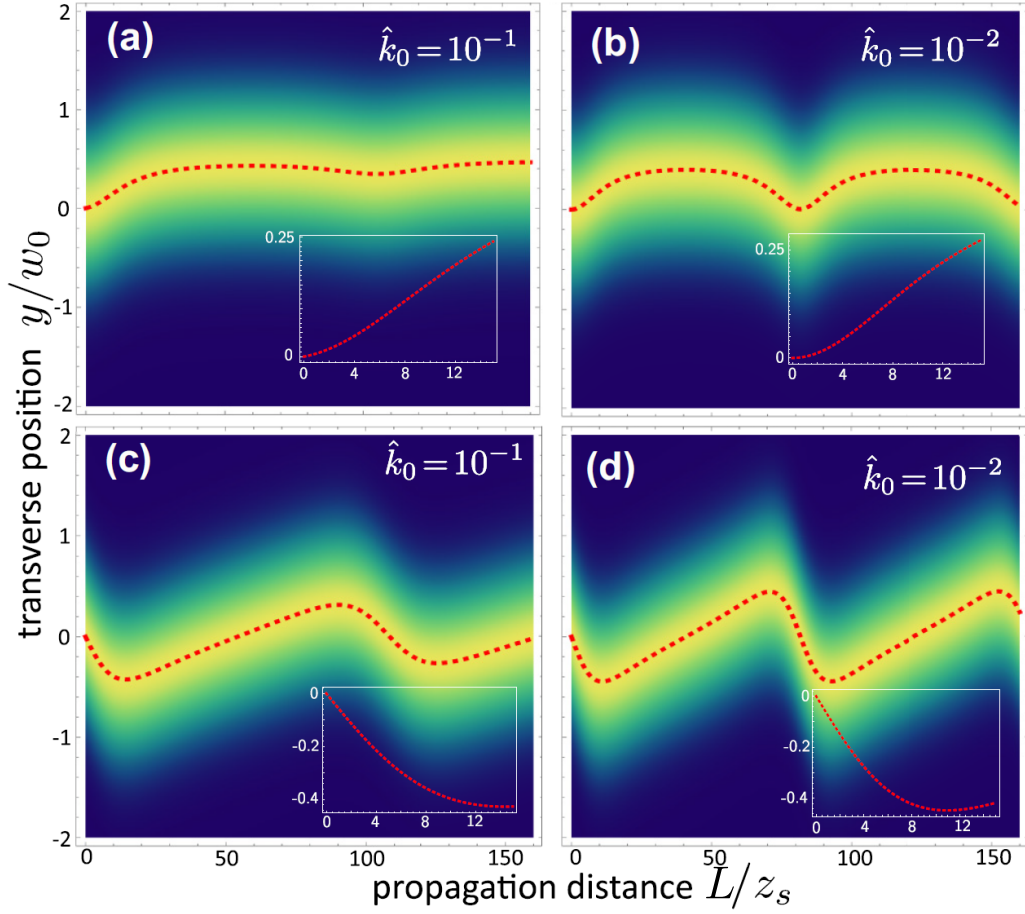 transverse position y/w₀
(a)
k̂₀ = 10⁻¹
2
1
0
-1
-2
0.25
0
0 4 8 12
(b)
k̂₀ = 10⁻²
0.25
0
0 4 8 12
(c)
k̂₀ = 10⁻¹
2
1
0
-1
-2
0
-0.2
-0.4
0 4 8 12
0 50 100 150
(d)
k̂₀ = 10⁻²
0
-0.2
-0.4
0 4 8 12
0 50 100 150
propagation distance L/zₛ